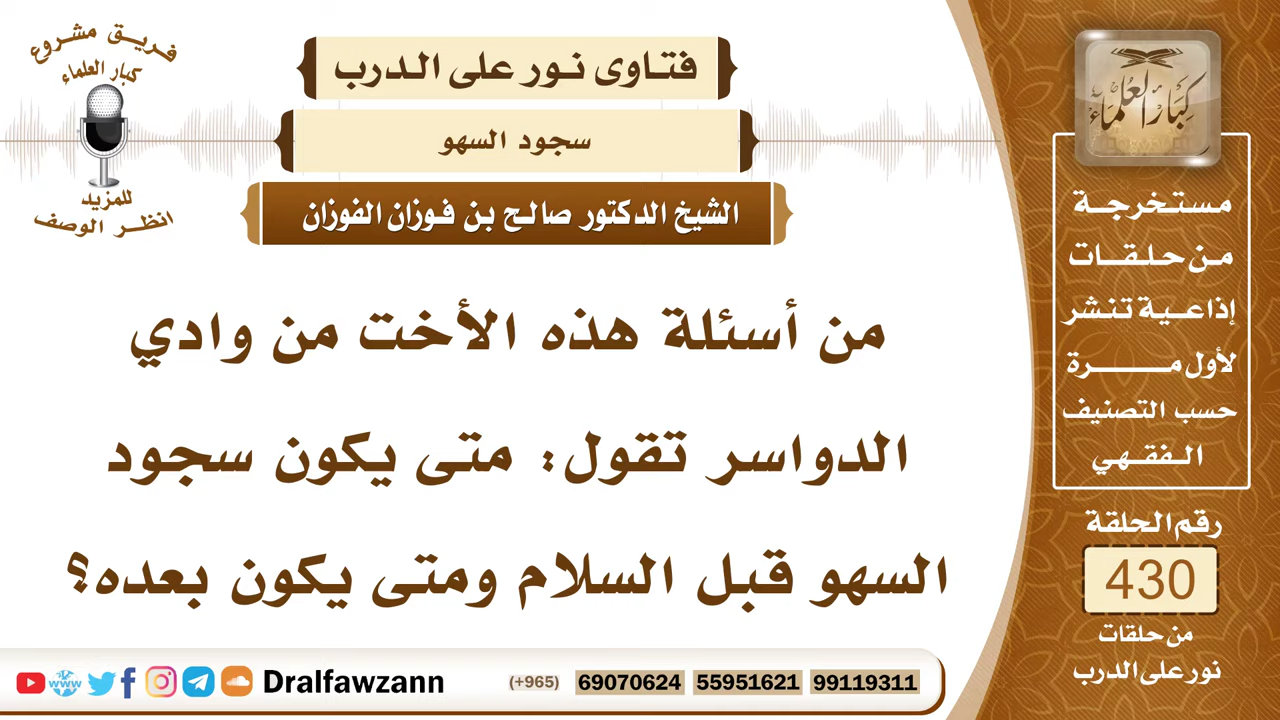 فريق مشروع
كبار العلماء
للمزيد
انظر الوصف
فتاوى نور على الدرب
سجود السهو
الشيخ الدكتور صالح بن فوزان الفوزان
من أسئلة هذه الأخت من وادي
الدواسر تقول: متى يكون سجود
السهو قبل السلام ومتى يكون بعده؟
كبار العلماء
مستخرجة
من حلقات
إذاعية تنشر
لأول مرة
حسب التصنيف
الفقهي
رقم الحلقة
430
من حلقات
نور على الدرب
www
Dralfawzann (+965) 69070624 55951621 99119311